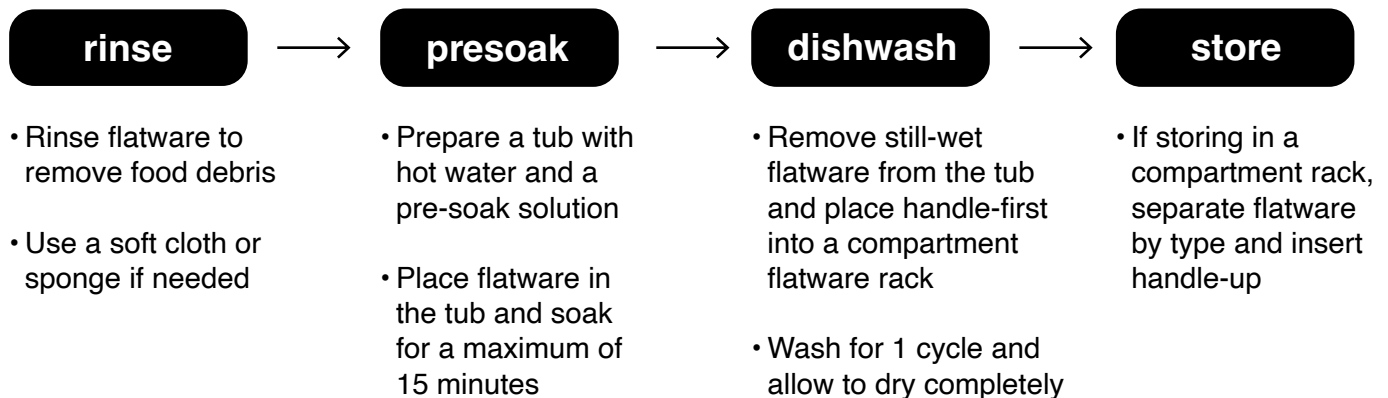 rinse
• Rinse flatware to
remove food debris
• Use a soft cloth or
sponge if needed
presoak
• Prepare a tub with
hot water and a
pre-soak solution
• Place flatware in
the tub and soak
for a maximum of
15 minutes
dishwash
• Remove still-wet
flatware from the tub
and place handle-first
into a compartment
flatware rack
• Wash for 1 cycle and
allow to dry completely
store
• If storing in a
compartment rack,
separate flatware
by type and insert
handle-up